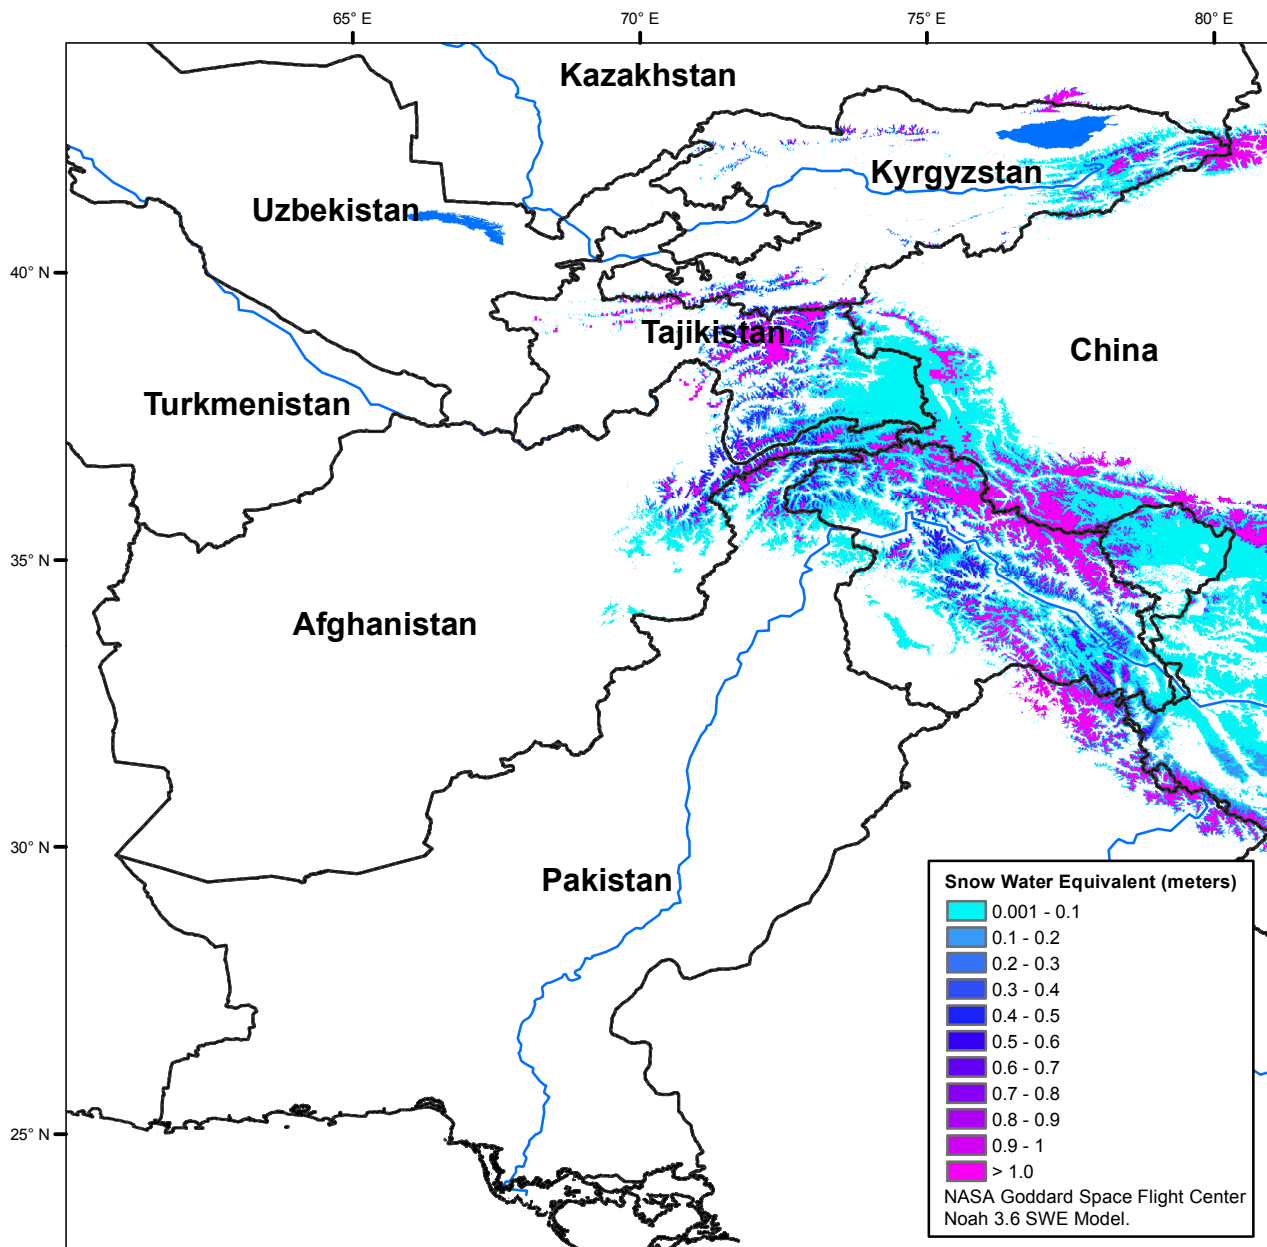 65° E
70° E
75° E
80° E
Kazakhstan
Kyrgyzstan
Uzbekistan
40° N
Tajikistan
China
Turkmenistan
35° N
Afghanistan
30° N
Pakistan
25° N
Snow Water Equivalent (meters)
0.001 - 0.1
0.1 - 0.2
0.2 - 0.3
0.3 - 0.4
0.4 - 0.5
0.5 - 0.6
0.6 - 0.7
0.7 - 0.8
0.8 - 0.9
0.9 - 1
> 1.0
NASA Goddard Space Flight Center
Noah 3.6 SWE Model.